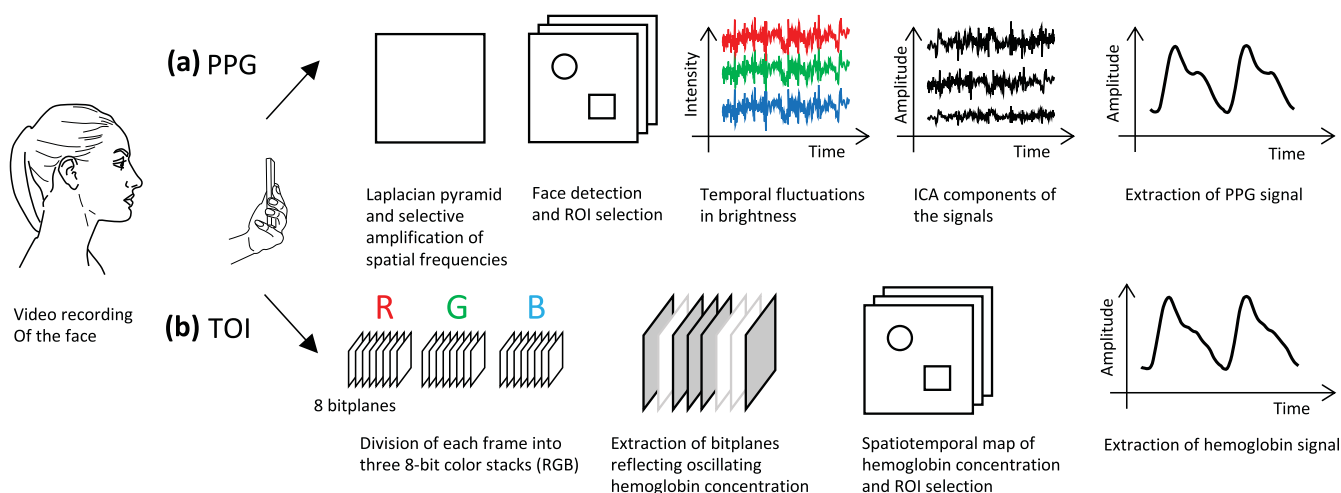 (a) PPG
Intensity
Time
Amplitude
Time
Amplitude
Time
Laplacian pyramid
and selective
amplification of
spatial frequencies
Face detection
and ROI selection
Temporal fluctuations
in brightness
ICA components of
the signals
Extraction of PPG signal
Video recording
Of the face
(b) TOI
R G B
8 bitplanes
Amplitude
Time
Division of each frame into
three 8-bit color stacks (RGB)
Extraction of bitplanes
reflecting oscillating
hemoglobin concentration
Spatiotemporal map of
hemoglobin concentration
and ROI selection
Extraction of hemoglobin signal